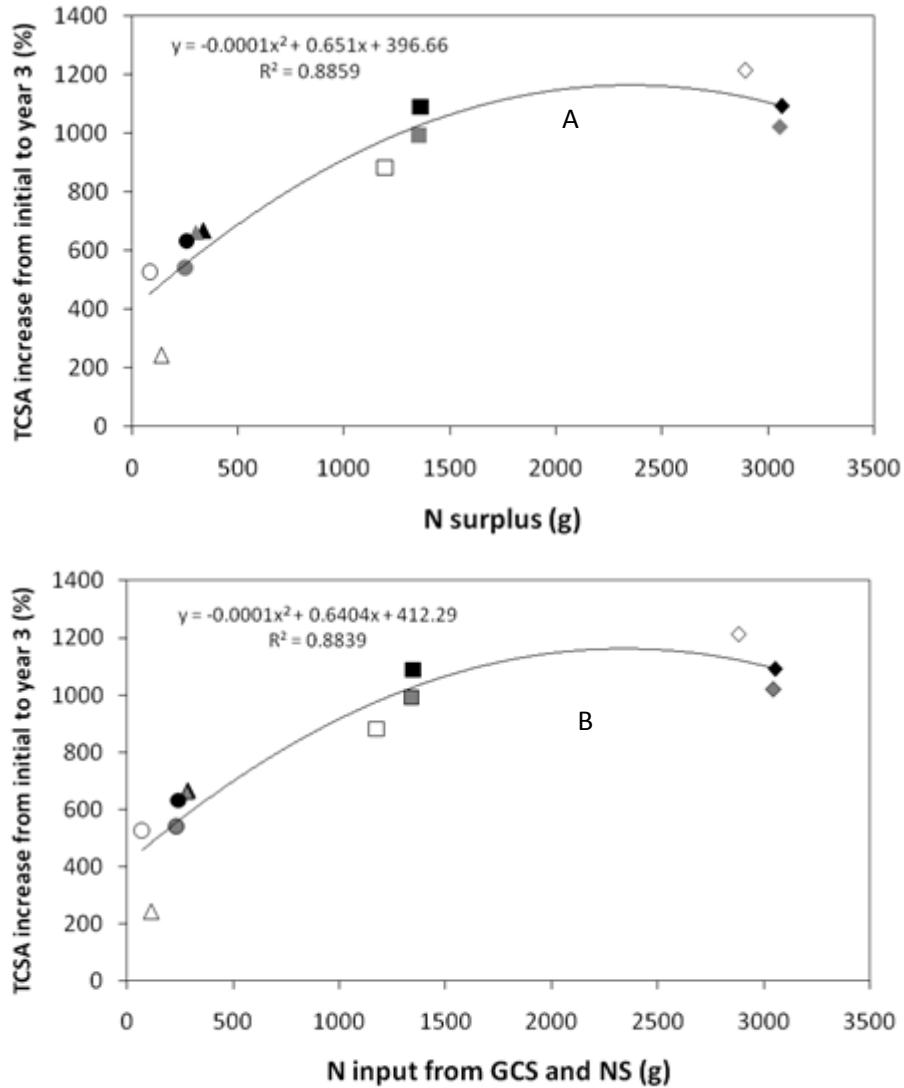 TCSA increase from initial to year 3 (%)
1400
1200
1000
800
600
400
200
0
y = -0.0001x² + 0.651x + 396.66
R² = 0.8859
A
0 500 1000 1500 2000 2500 3000 3500
N surplus (g)
TCSA increase from initial to year 3 (%)
1400
1200
1000
800
600
400
200
0
y = -0.0001x² + 0.6404x + 412.29
R² = 0.8839
B
0 500 1000 1500 2000 2500 3000 3500
N input from GCS and NS (g)